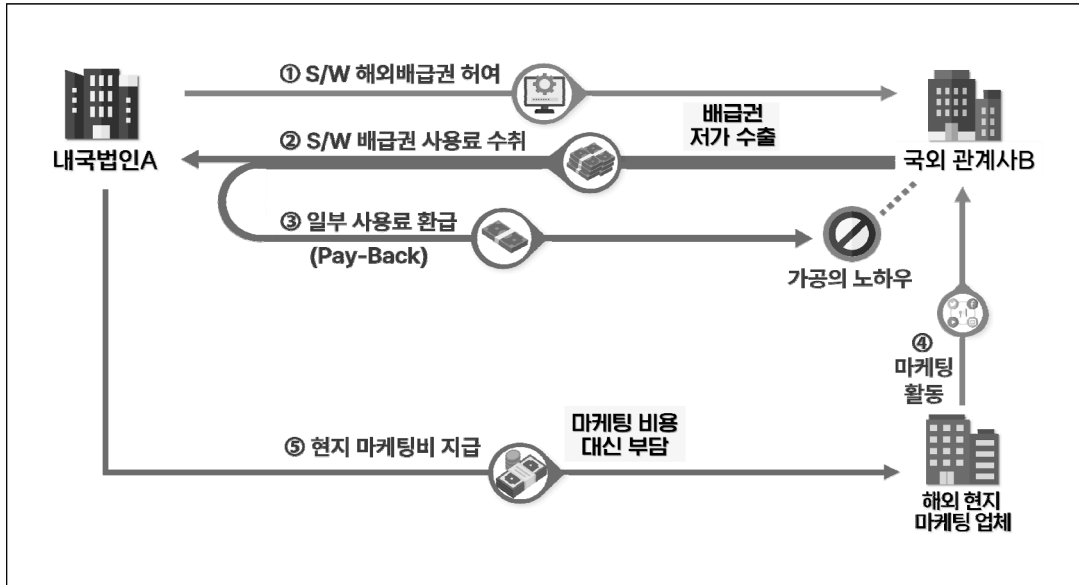 ① S/W 해외배급권 허여
배급권
저가 수출
② S/W 배급권 사용료 수취
내국법인A
국외 관계사B
③ 일부 사용료 환급
(Pay-Back)
가공의 노하우
④
마케팅
활동
마케팅 비용
대신 부담
⑤ 현지 마케팅비 지급
해외 현지
마케팅 업체